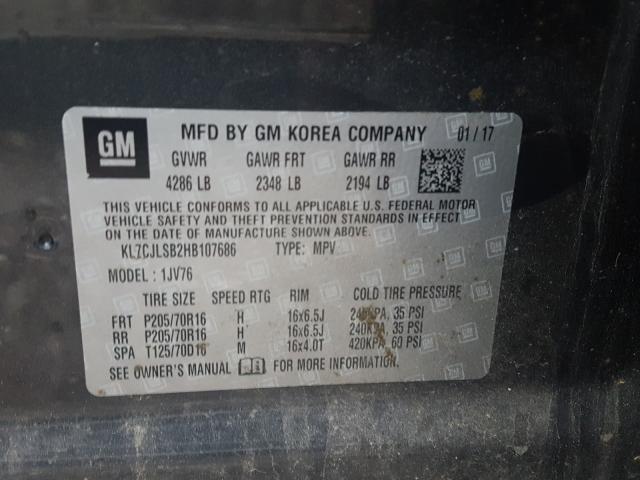 GM MFD BY GM KOREA COMPANY 01/17
GVWR GAWR FRT GAWR RR
4286 LB 2348 LB 2194 LB
THIS VEHICLE CONFORMS TO ALL APPLICABLE U.S. FEDERAL MOTOR
VEHICLE SAFETY AND THEFT PREVENTION STANDARDS IN EFFECT
ON THE DATE OF MANUFACTURE SHOWN ABOVE.
KL7CJLSB2HB107686 TYPE: MPV
MODEL: 1JV76
TIRE SIZE SPEED RTG RIM COLD TIRE PRESSURE
FRT P205/70R16 H 16x6.5J 240KPA, 35 PSI
RR P205/70R16 H 16x6.5J 240KPA, 35 PSI
SPA T125/70D16 M 16x4.0T 420KPA, 60 PSI
SEE OWNER'S MANUAL FOR MORE INFORMATION.